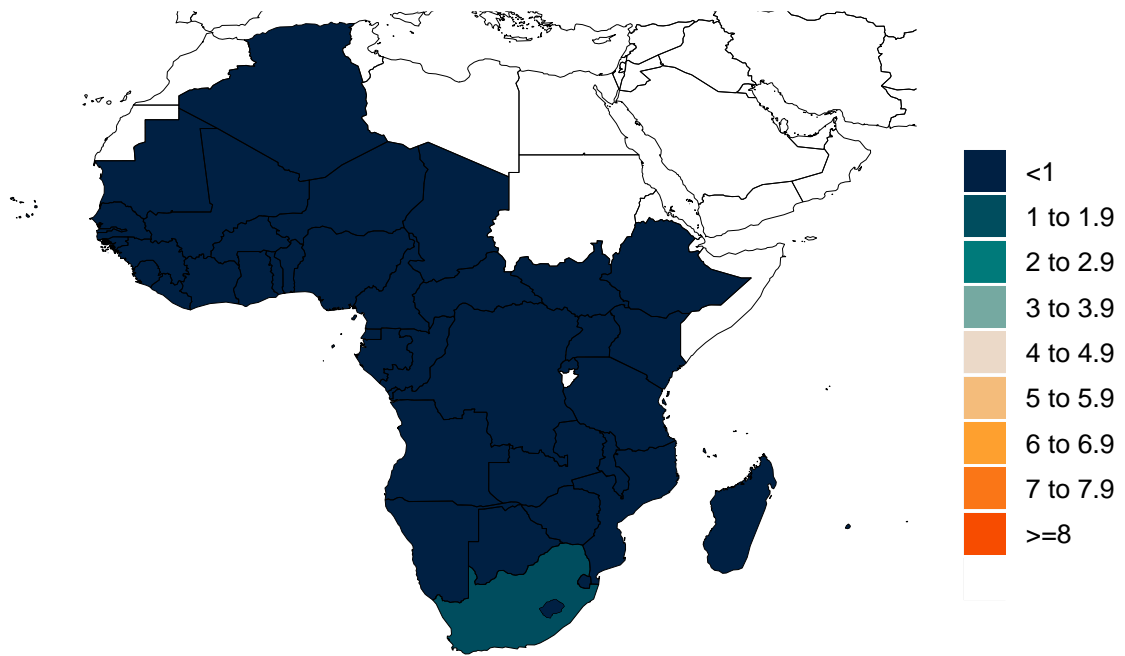 <1
1 to 1.9
2 to 2.9
3 to 3.9
4 to 4.9
5 to 5.9
6 to 6.9
7 to 7.9
>=8